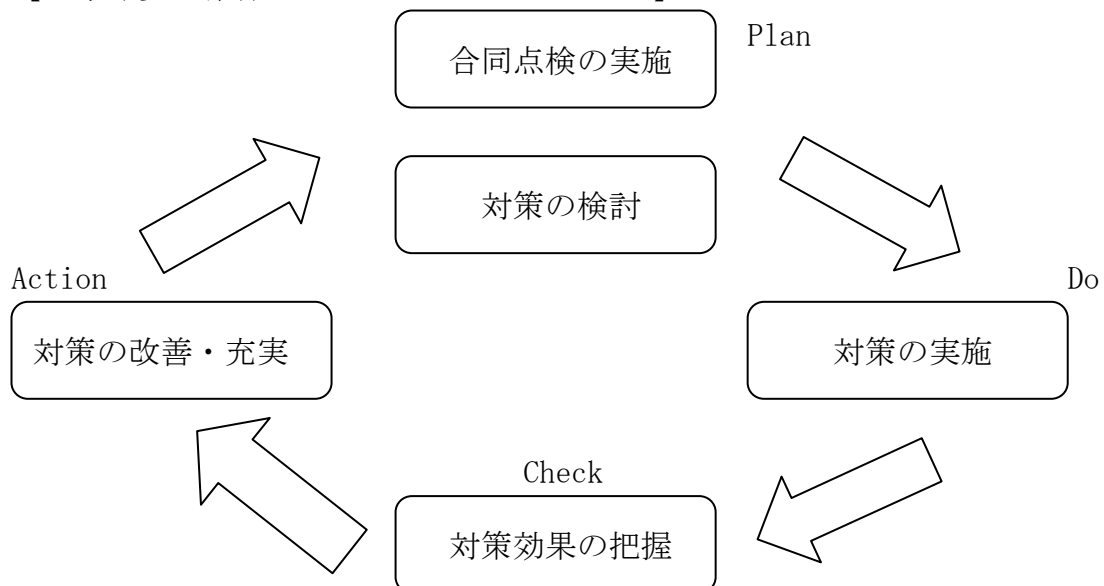 合同点検の実施
Plan
対策の検討
Action
Do
対策の改善・充実
対策の実施
Check
対策効果の把握